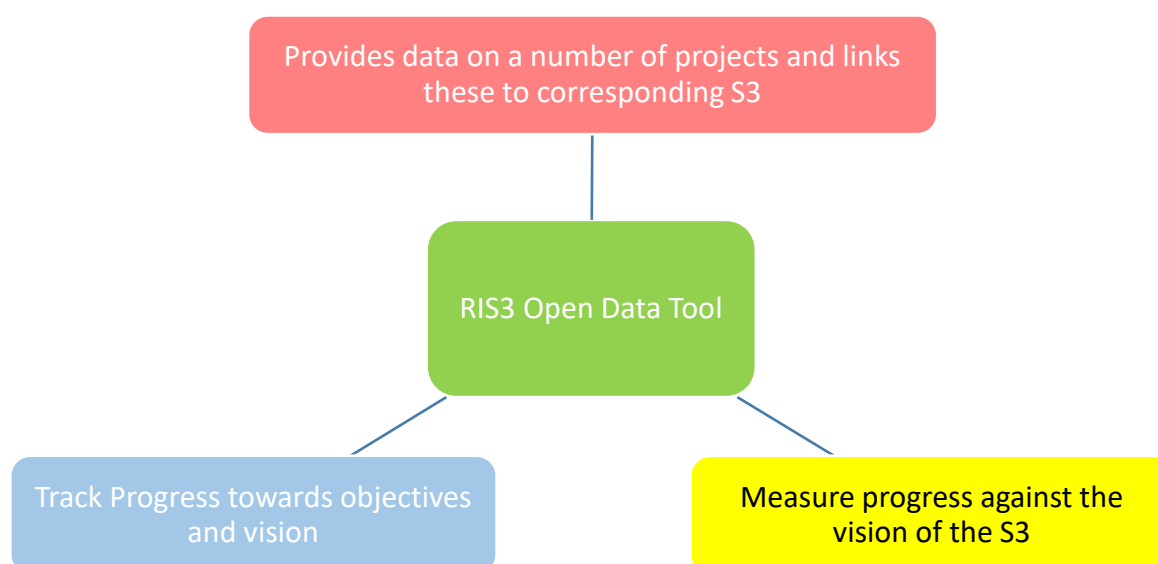 Provides data on a number of projects and links
these to corresponding S3
RIS3 Open Data Tool
Track Progress towards objectives
and vision
Measure progress against the
vision of the S3